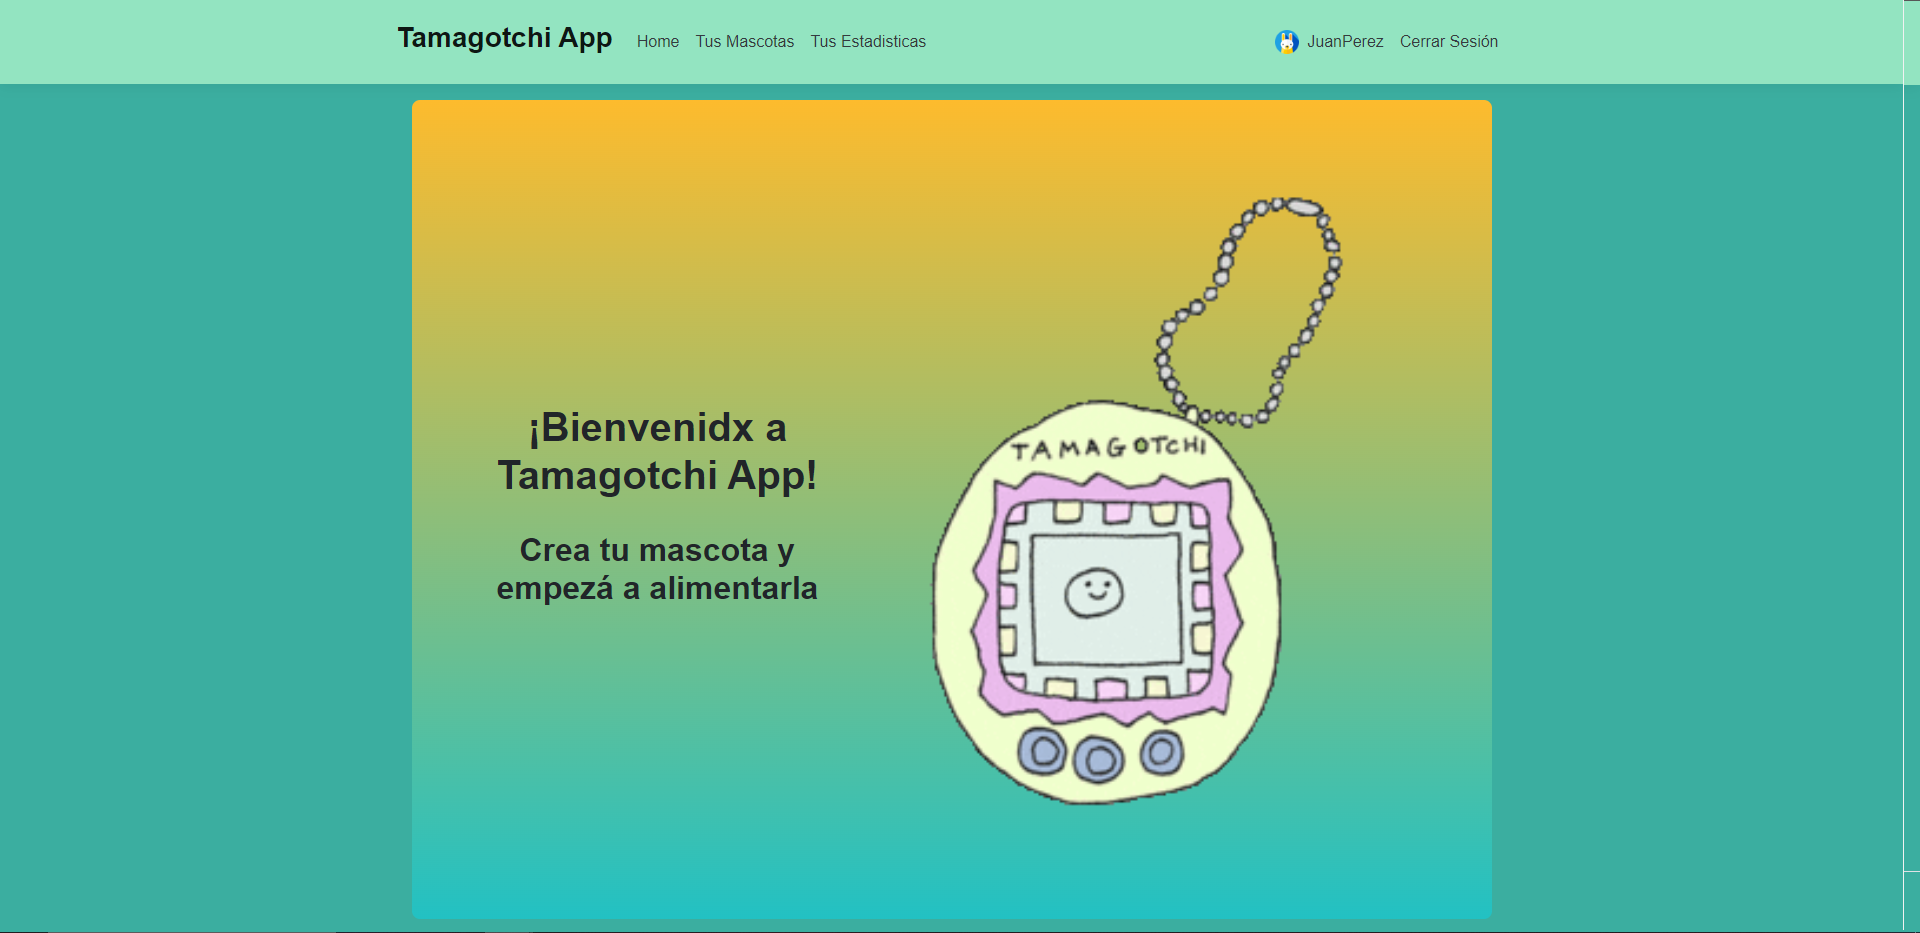 Tamagotchi App Home Tus Mascotas Tus Estadisticas JuanPerez Cerrar Sesión
¡Bienvenidx a
Tamagotchi App!
Crea tu mascota y
empezá a alimentarla
TAMAGOTCHI